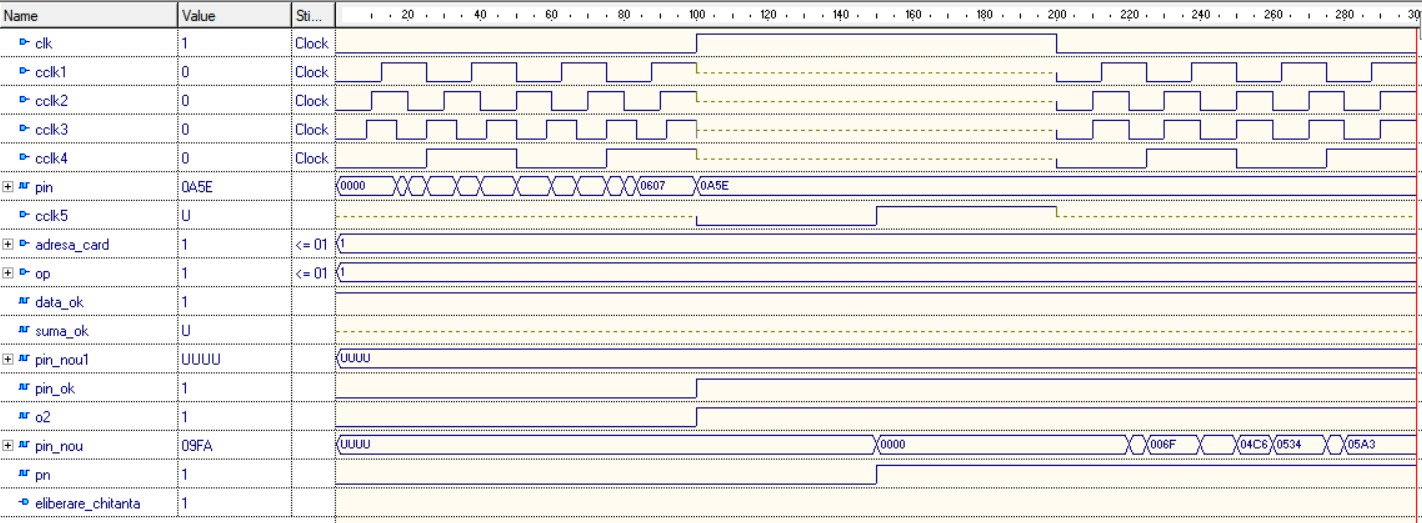 Name Value Sti... 20 40 60 80 100 120 140 160 180 200 220 240 260 280 30
clk 1 Clock
cclk1 0 Clock
cclk2 0 Clock
cclk3 0 Clock
cclk4 0 Clock
pin 0A5E 0000 0607 0A5E
cclk5 U
adresa_card 1 <= 01 1
op 1 <= 01 1
data_ok 1
suma_ok U
pin_nou1 UUUU UUUU
pin_ok 1
o2 1
pin_nou 09FA UUUU 0000 006F 04C6 0534 05A3
pn 1
eliberare_chitanta 1